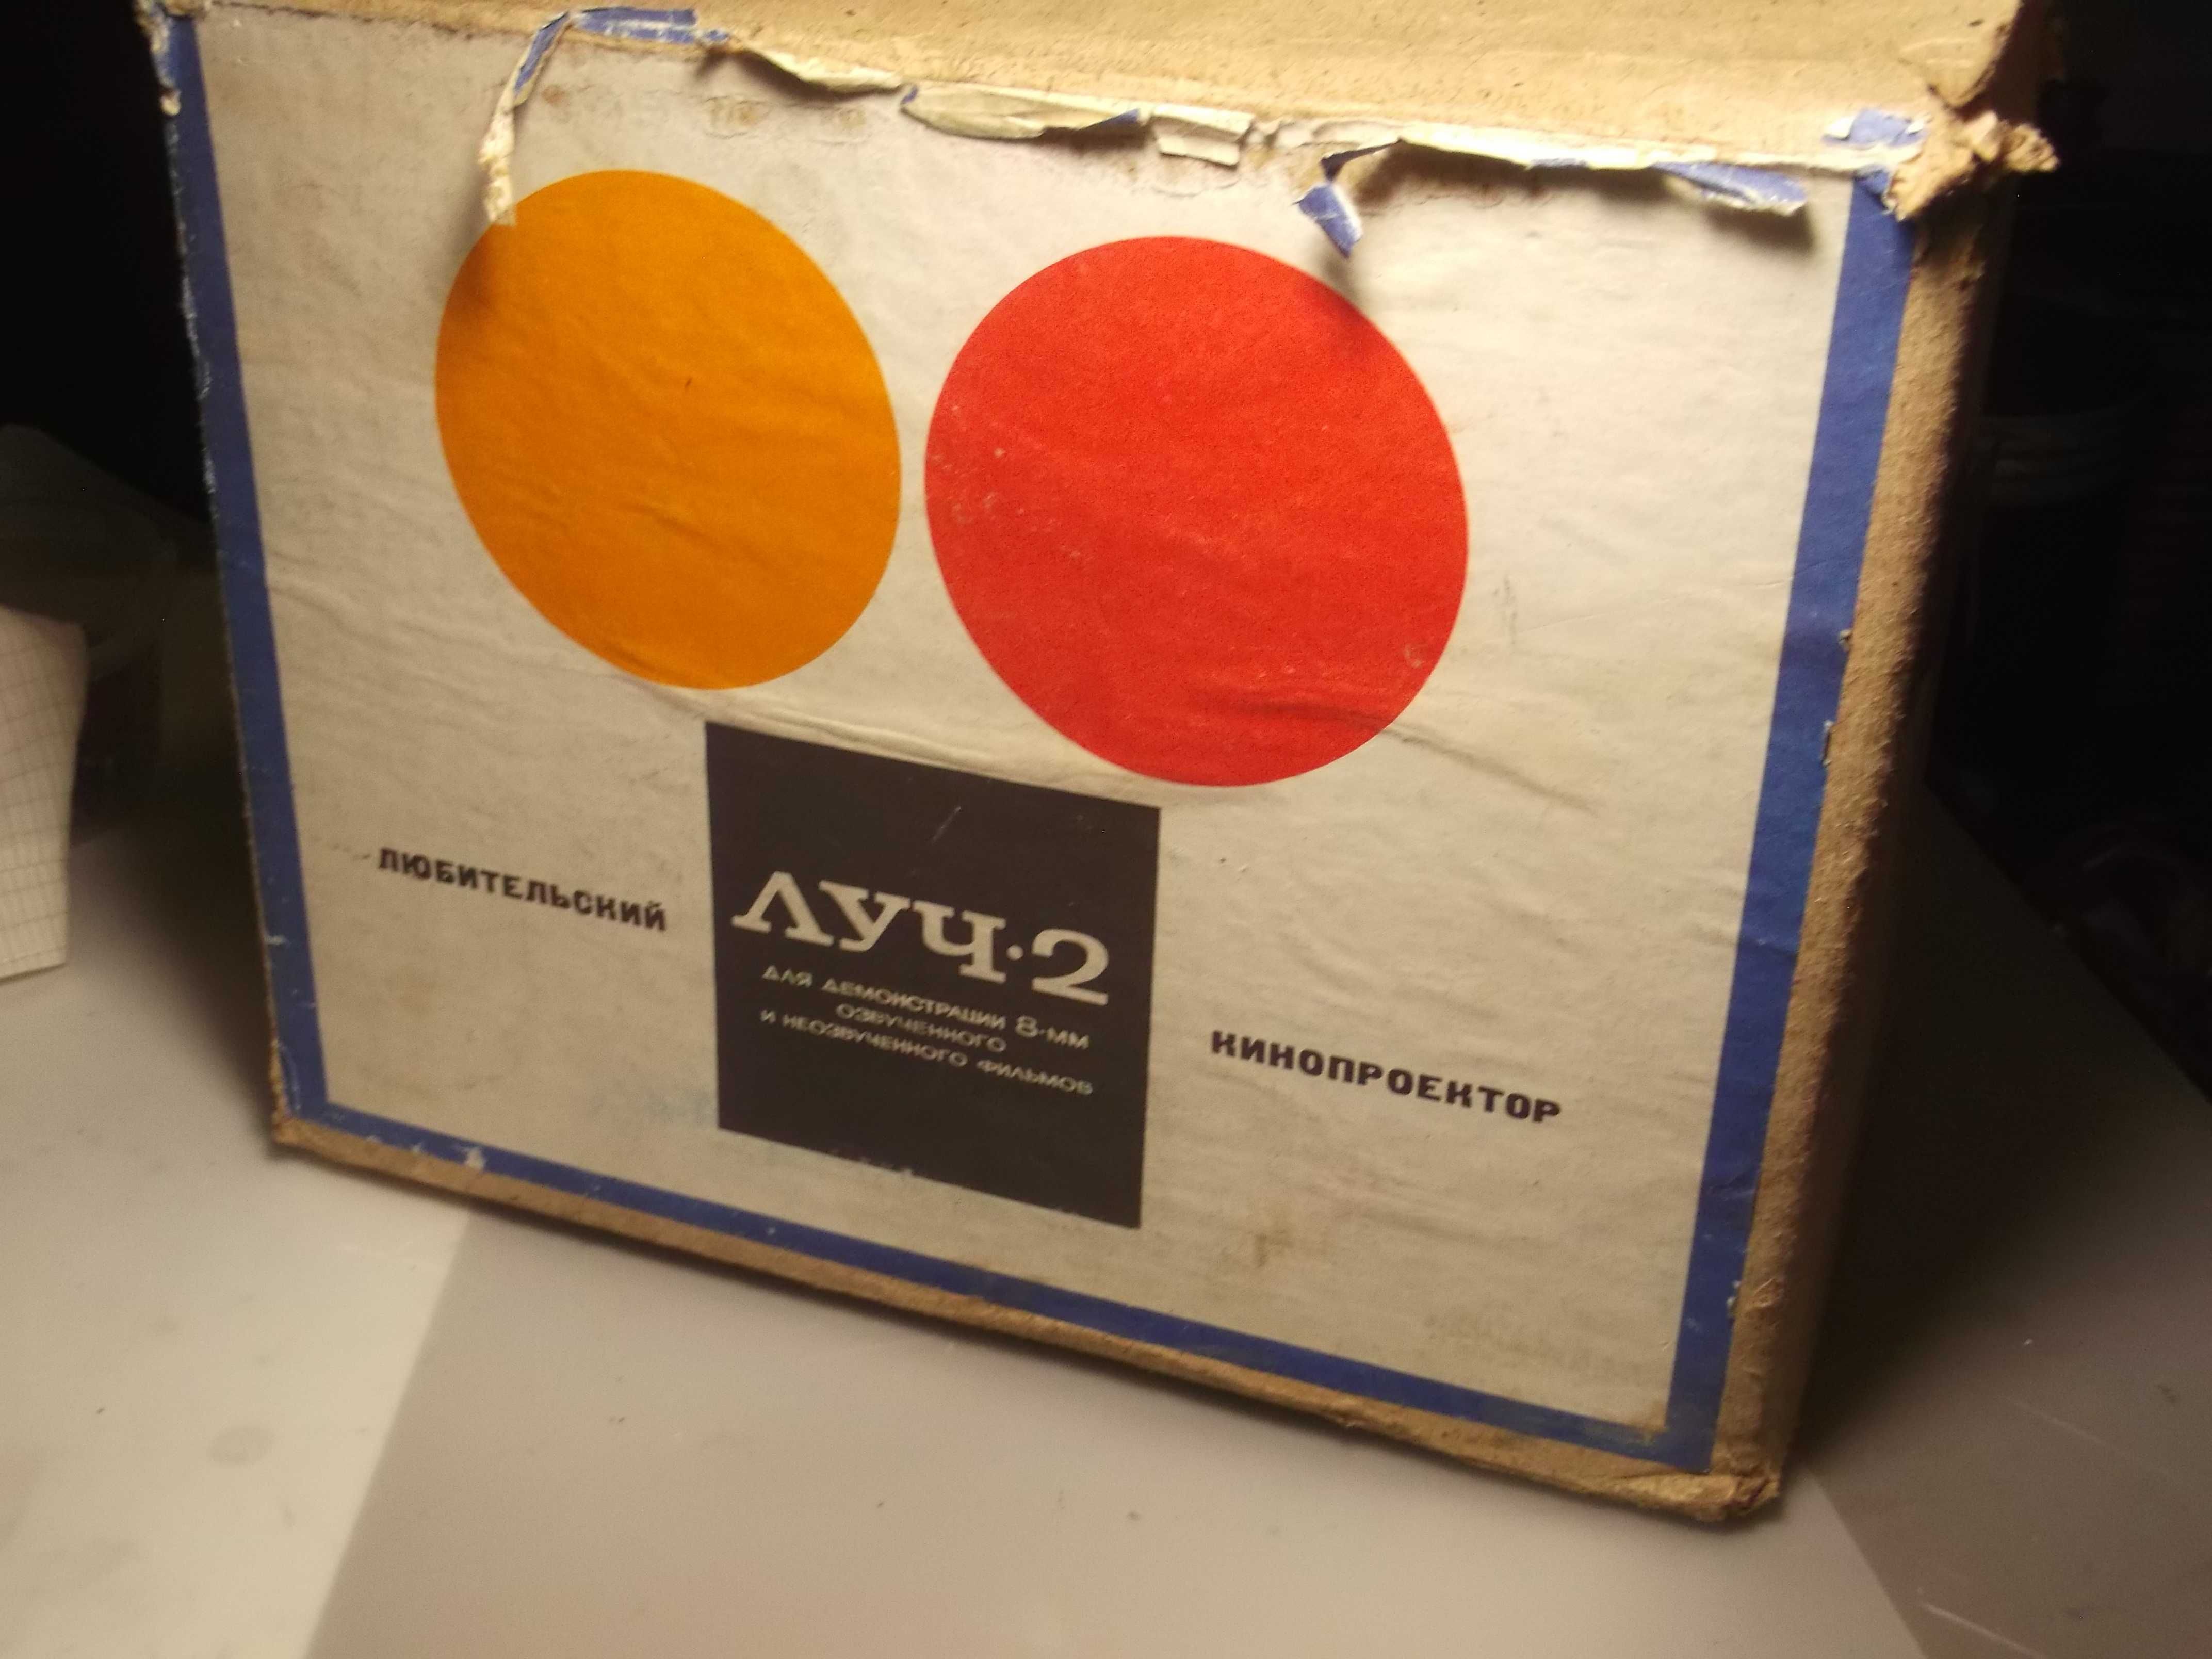 ЛЮБИТЕЛЬСКИЙ
ЛУЧ·2
ДЛЯ ДЕМОНСТРАЦИИ 8-ММ
ОЗВУЧЕННОГО
И НЕОЗВУЧЕННОГО ФИЛЬМОВ
КИНОПРОЕКТОР